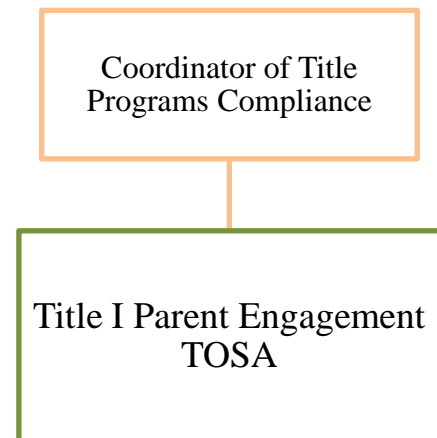 Coordinator of Title
Programs Compliance
Title I Parent Engagement
TOSA